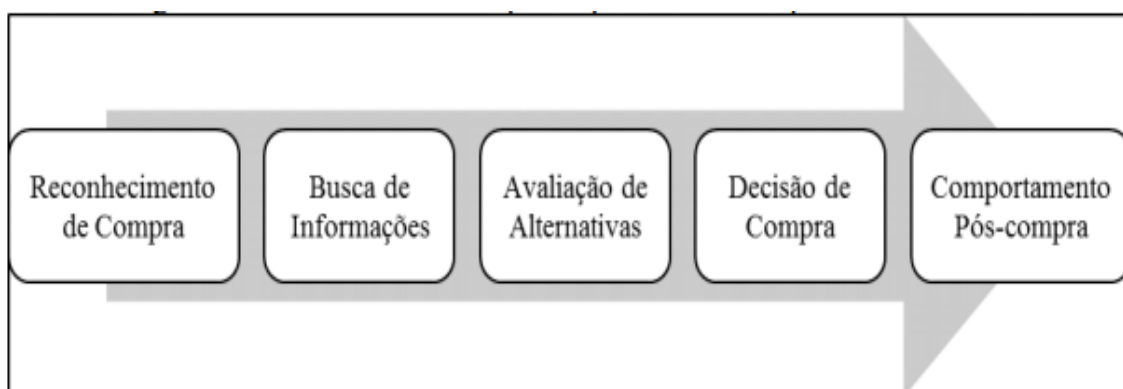 Reconhecimento
de Compra
Busca de
Informações
Avaliação de
Alternativas
Decisão de
Compra
Comportamento
Pós-compra